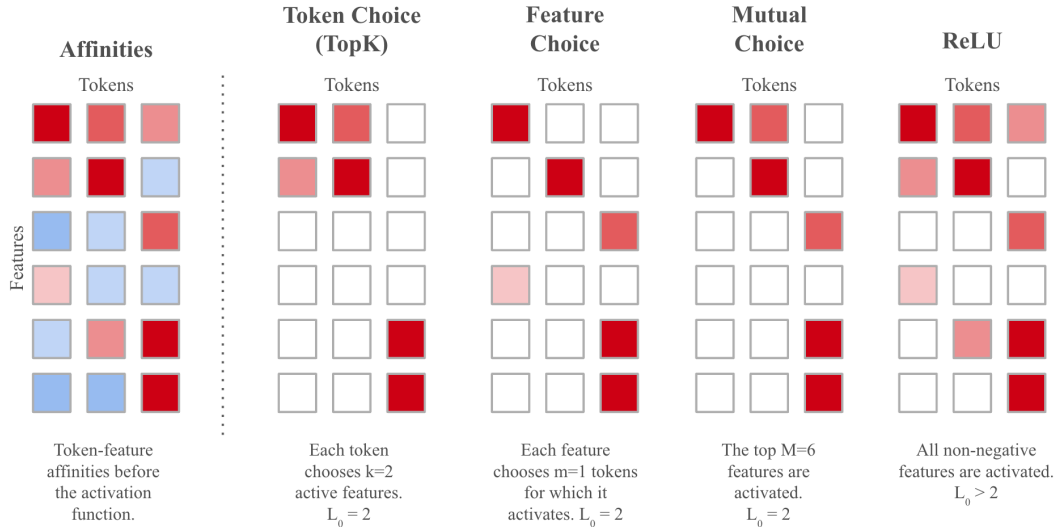 Affinities
Tokens
Features
Token-feature
affinities before
the activation
function.
Token Choice
(TopK)
Each token
chooses k=2
active features.
L₀ = 2
Feature
Choice
Tokens
Each feature
chooses m=1 tokens
for which it
activates. L₀ = 2
Mutual
Choice
Tokens
The top M=6
features are
activated.
L₀ = 2
ReLU
Tokens
All non-negative
features are activated.
L₀ > 2